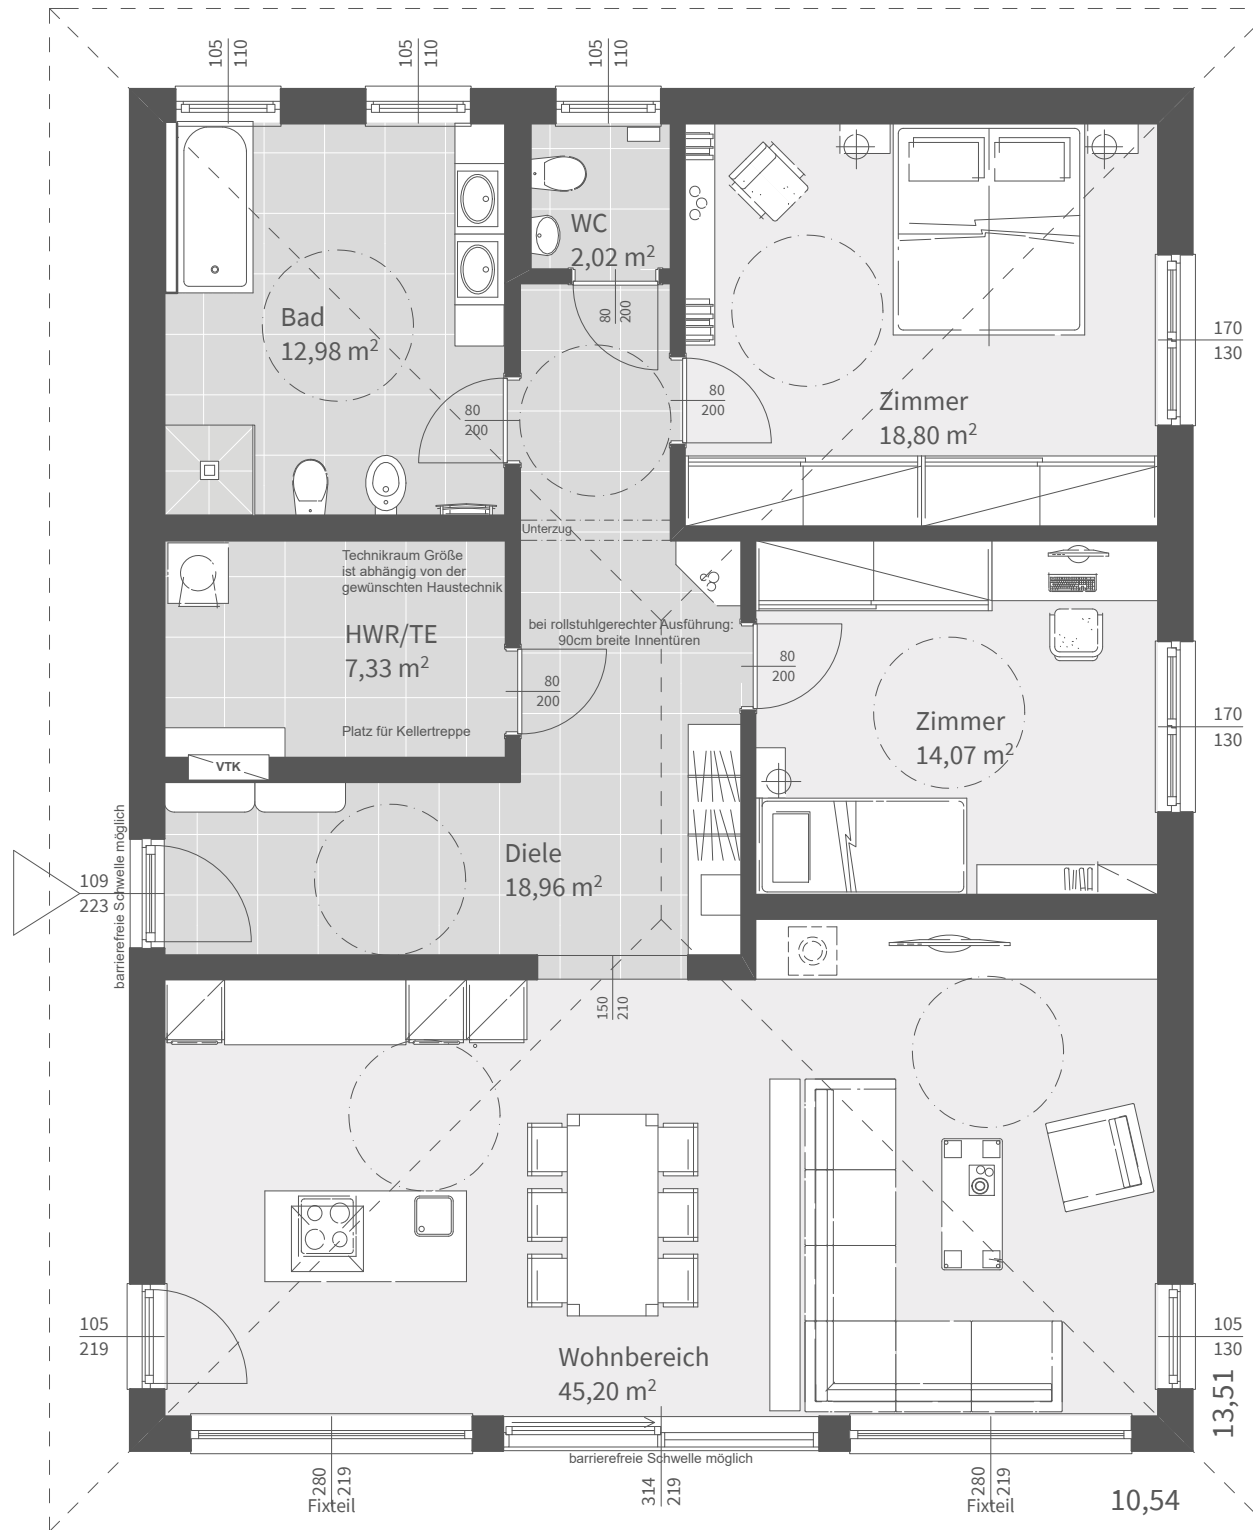 105
110
105
110
105
110
WC
2,02 m²
Bad
12,98 m²
80
200
170
130
80
200
Zimmer
18,80 m²
80
200
Unterzug
Technikraum Größe
ist abhängig von der
gewünschten Haustechnik
bei rollstuhlgerechter Ausführung:
90cm breite Innentüren
HWR/TE
7,33 m²
80
200
80
200
Zimmer
14,07 m²
170
130
Platz für Kellertreppe
VTK
Diele
18,96 m²
109
223
barrierefreie Schwelle möglich
150
210
105
219
Wohnbereich
45,20 m²
105
130
13,51
barrierefreie Schwelle möglich
280
219
Fixteil
314
219
280
219
Fixteil
10,54